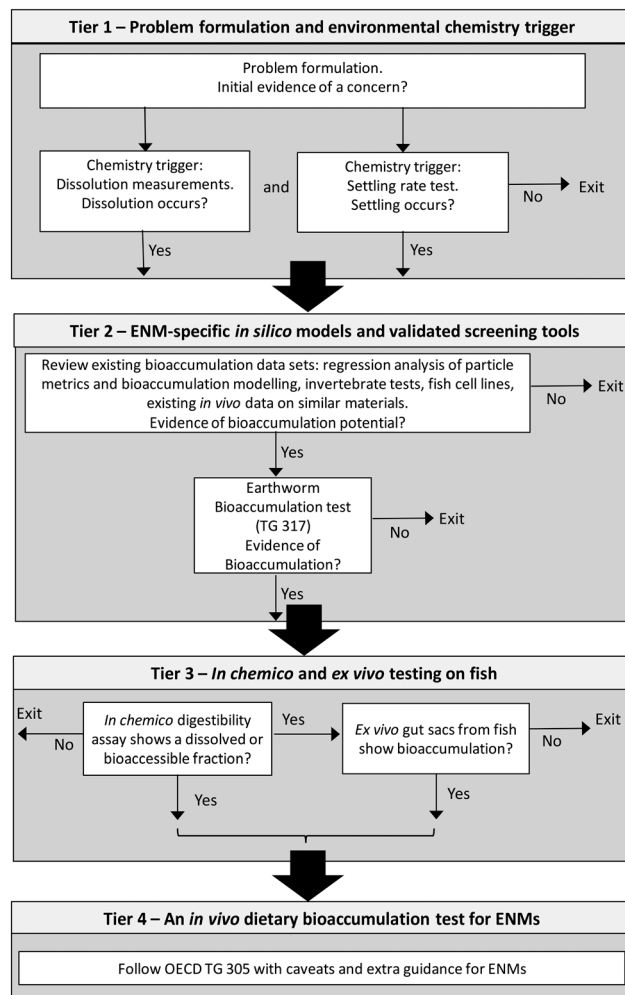 Tier 1 – Problem formulation and environmental chemistry trigger
Problem formulation.
Initial evidence of a concern?
Chemistry trigger:
Dissolution measurements.
Dissolution occurs?
and
Chemistry trigger:
Settling rate test.
Settling occurs?
No
Exit
Yes
Yes
Tier 2 – ENM-specific in silico models and validated screening tools
Review existing bioaccumulation data sets: regression analysis of particle
metrics and bioaccumulation modelling, invertebrate tests, fish cell lines,
existing in vivo data on similar materials.
Evidence of bioaccumulation potential?
No
Exit
Yes
Earthworm
Bioaccumulation test
(TG 317)
Evidence of
Bioaccumulation?
No
Exit
Yes
Tier 3 – In chemico and ex vivo testing on fish
Exit
No
In chemico digestibility
assay shows a dissolved or
bioaccessible fraction?
Yes
Ex vivo gut sacs from fish
show bioaccumulation?
No
Exit
Yes
Yes
Tier 4 – An in vivo dietary bioaccumulation test for ENMs
Follow OECD TG 305 with caveats and extra guidance for ENMs